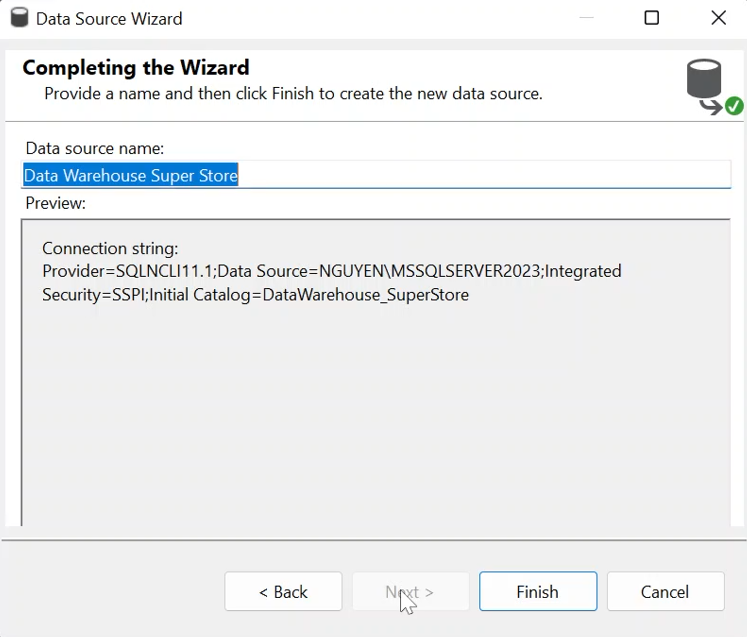 Data Source Wizard
Completing the Wizard
Provide a name and then click Finish to create the new data source.
Data source name:
Data Warehouse Super Store
Preview:
Connection string:
Provider=SQLNCLI11.1;Data Source=NGUYEN\MSSQLSERVER2023;Integrated
Security=SSPI;Initial Catalog=DataWarehouse_SuperStore
< Back
Next >
Finish
Cancel